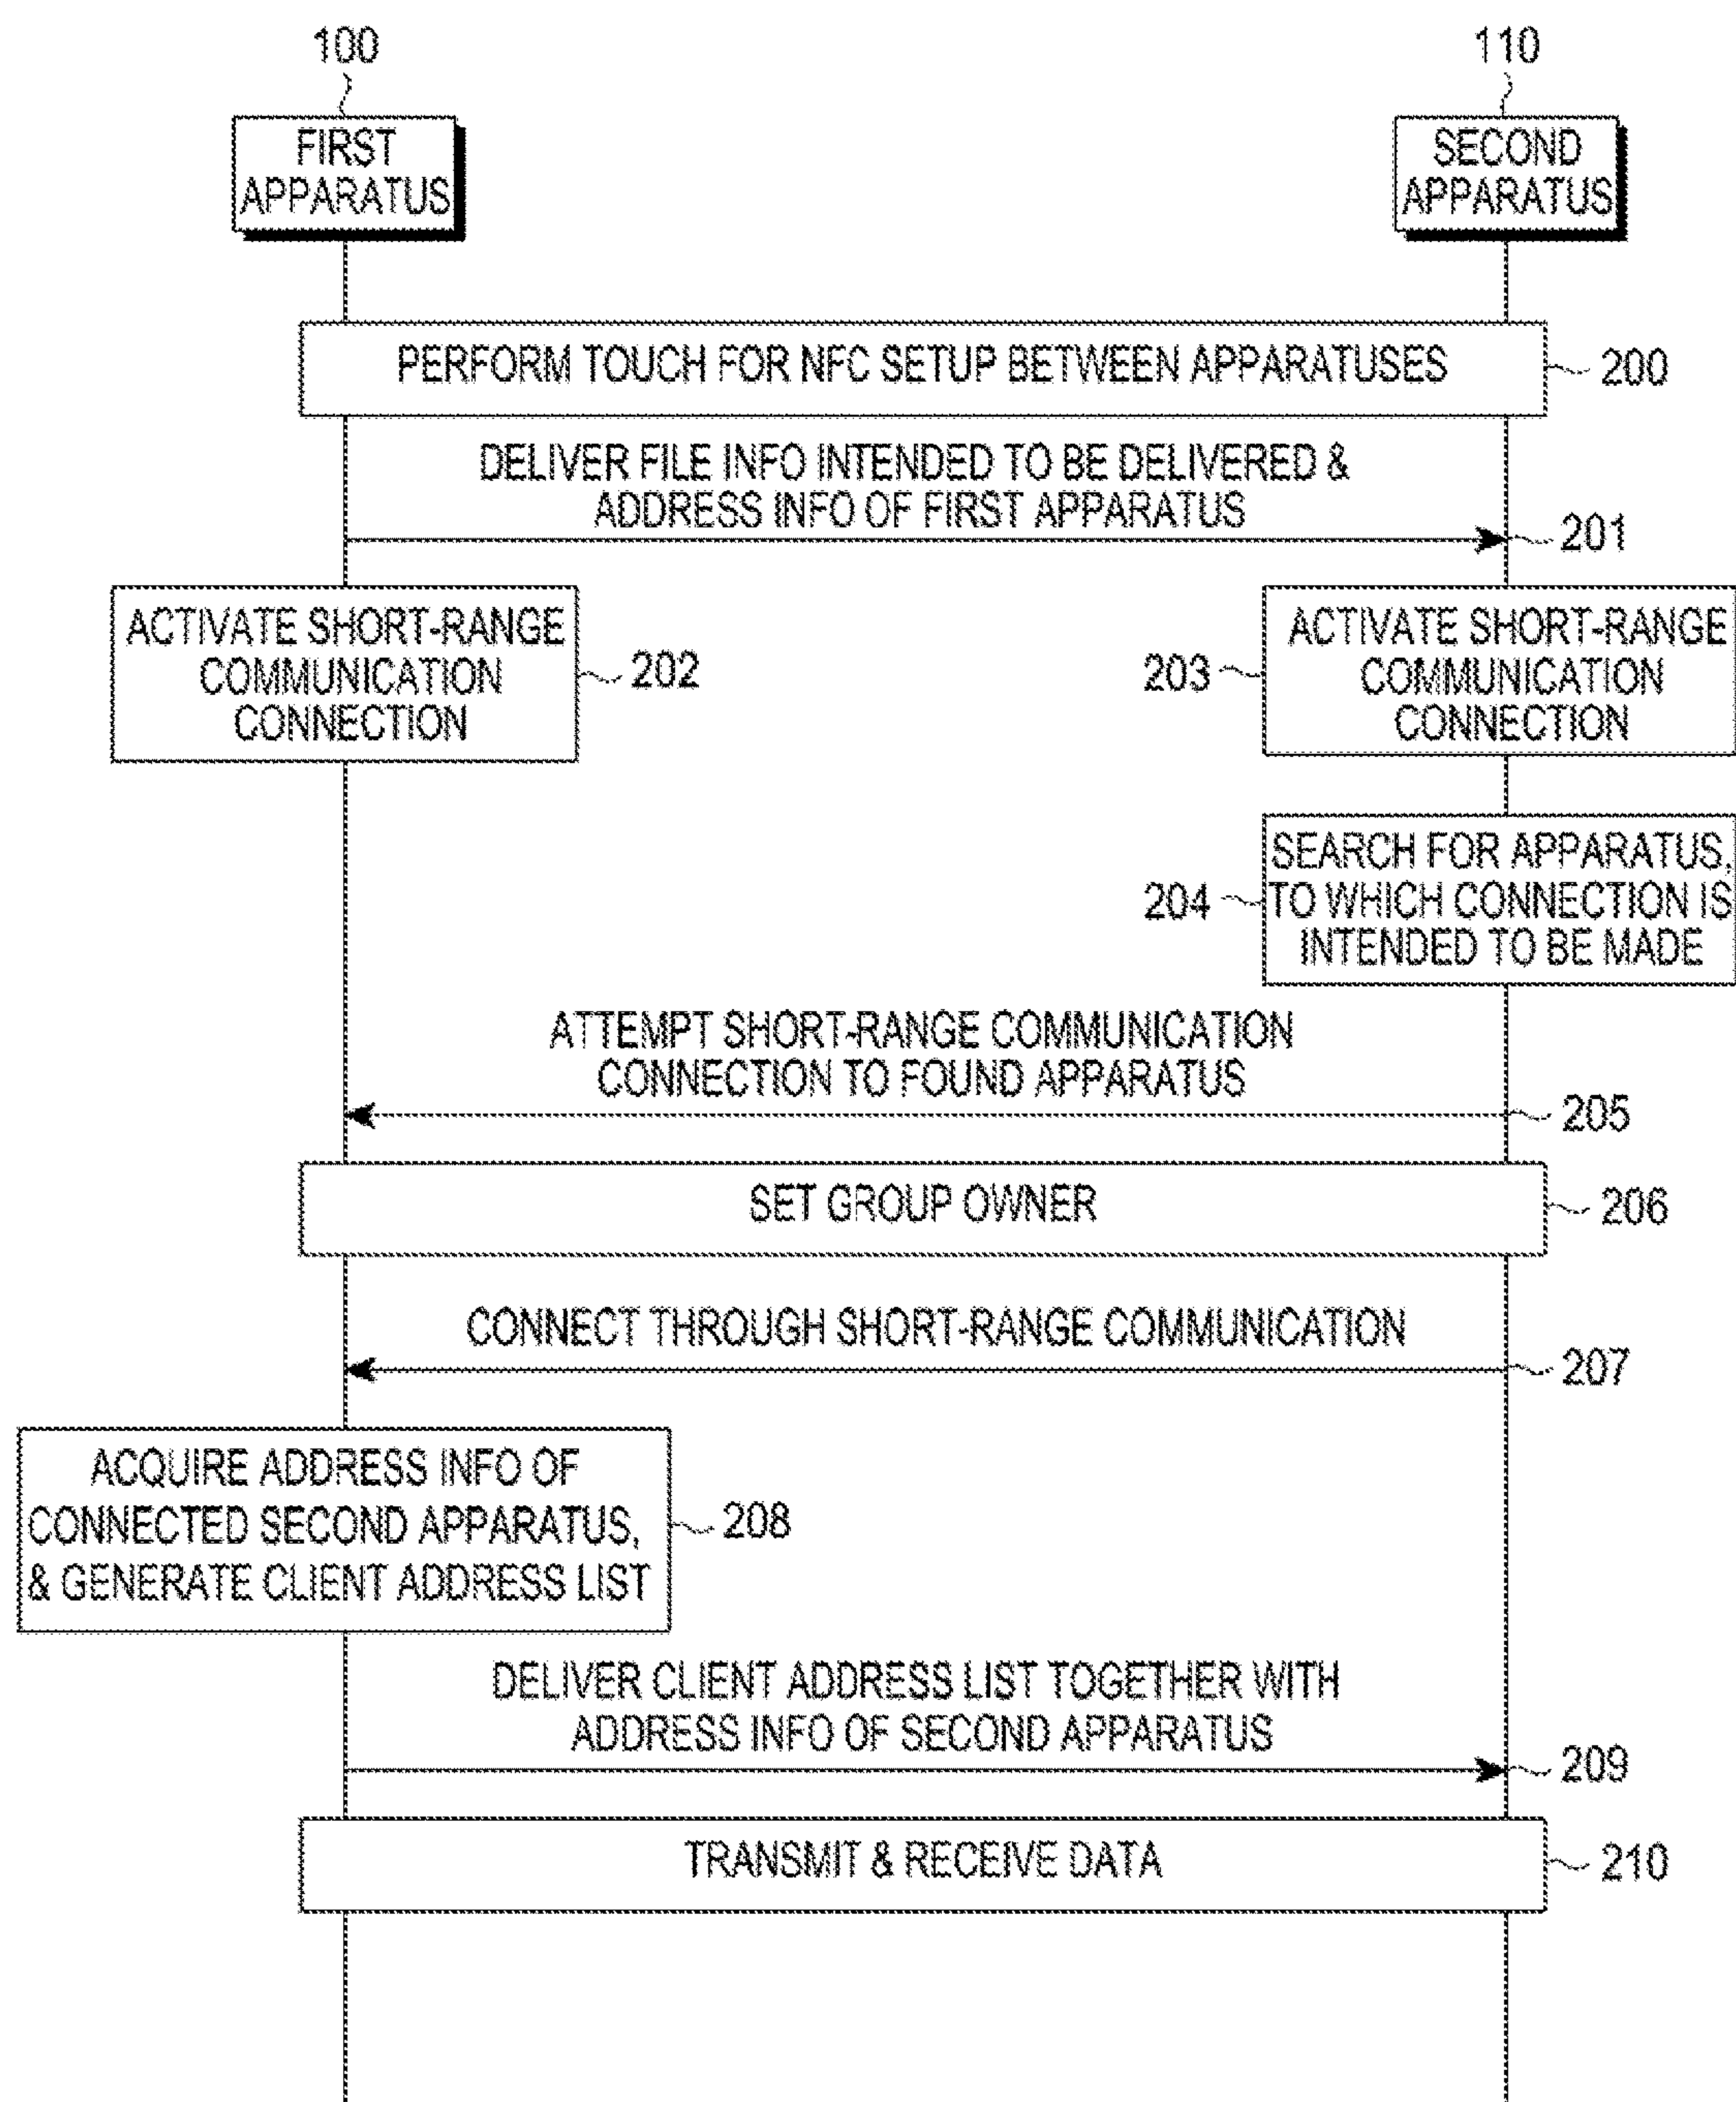 100
110
FIRST
APPARATUS
SECOND
APPARATUS
PERFORM TOUCH FOR NFC SETUP BETWEEN APPARATUSES
200
DELIVER FILE INFO INTENDED TO BE DELIVERED &
ADDRESS INFO OF FIRST APPARATUS
201
ACTIVATE SHORT-RANGE
COMMUNICATION
CONNECTION
202
203
ACTIVATE SHORT-RANGE
COMMUNICATION
CONNECTION
204
SEARCH FOR APPARATUS,
TO WHICH CONNECTION IS
INTENDED TO BE MADE
ATTEMPT SHORT-RANGE COMMUNICATION
CONNECTION TO FOUND APPARATUS
205
SET GROUP OWNER
206
CONNECT THROUGH SHORT-RANGE COMMUNICATION
207
ACQUIRE ADDRESS INFO OF
CONNECTED SECOND APPARATUS,
& GENERATE CLIENT ADDRESS LIST
208
DELIVER CLIENT ADDRESS LIST TOGETHER WITH
ADDRESS INFO OF SECOND APPARATUS
209
TRANSMIT & RECEIVE DATA
210